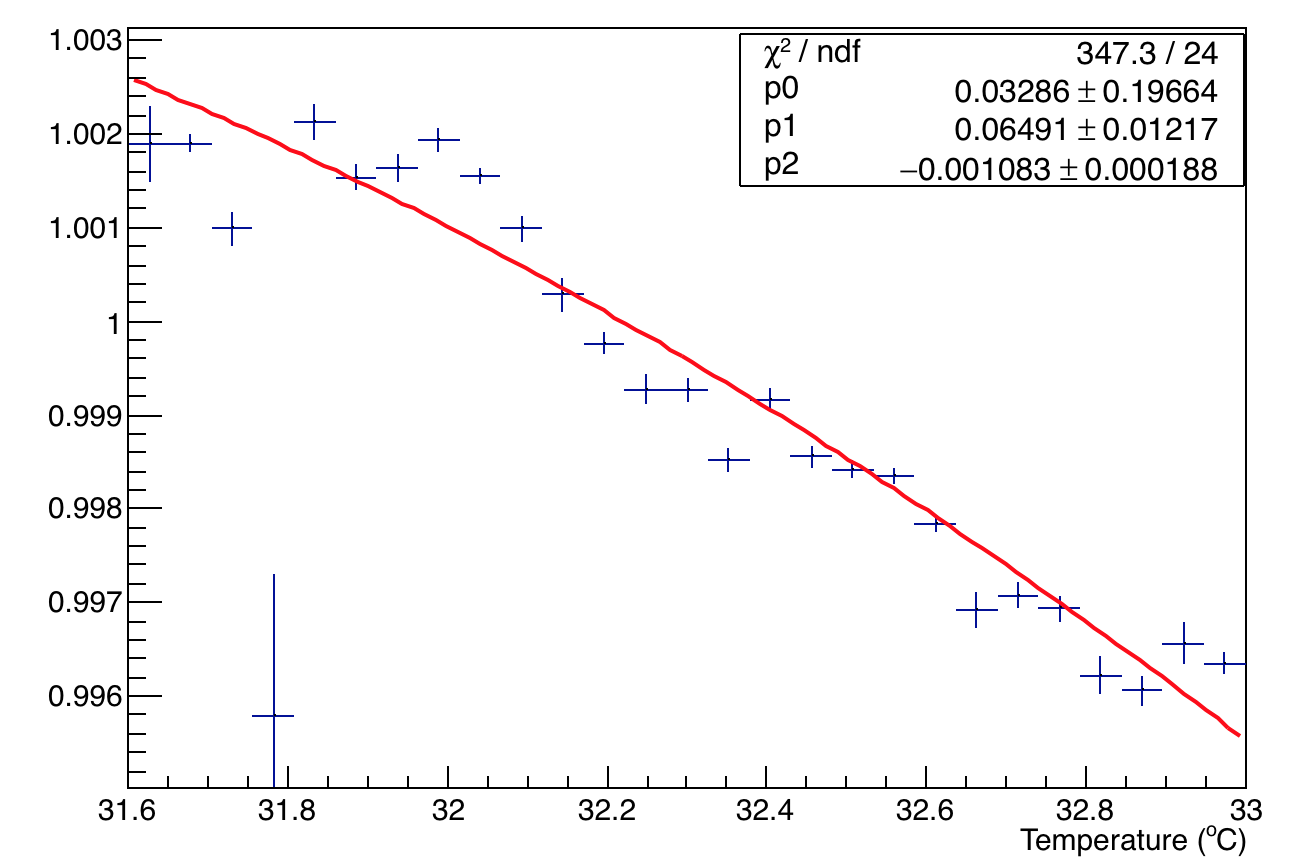 1.003
1.002
1.001
1
0.999
0.998
0.997
0.996
χ² / ndf 347.3 / 24
p0 0.03286 ± 0.19664
p1 0.06491 ± 0.01217
p2 −0.001083 ± 0.000188
31.6 31.8 32 32.2 32.4 32.6 32.8 33
Temperature (°C)